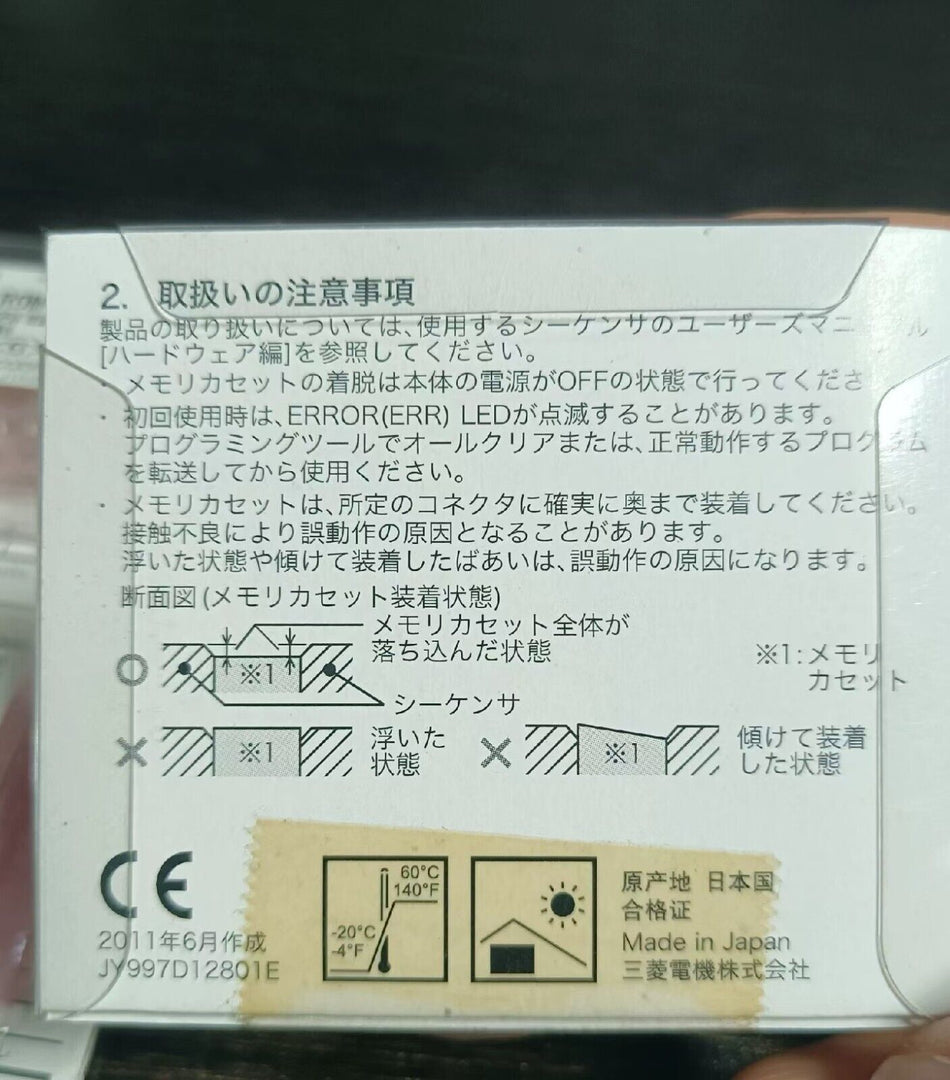 2. 取扱いの注意事項
製品の取り扱いについては、使用するシーケンサのユーザーズマニュアル
[ハードウェア編]を参照してください。
・メモリカセットの着脱は本体の電源がOFFの状態で行ってくださ
・初回使用時は、ERROR(ERR) LEDが点滅することがあります。
プログラミングツールでオールクリアまたは、正常動作するプログラム
を転送してから使用ください。
・メモリカセットは、所定のコネクタに確実に奥まで装着してください。
接触不良により誤動作の原因となることがあります。
浮いた状態や傾けて装着したばあいは、誤動作の原因になります。
断面図(メモリカセット装着状態)
メモリカセット全体が
落ち込んだ状態
○ ※1
シーケンサ
※1:メモリ
カセット
× ※1 浮いた
状態
× ※1 傾けて装着
した状態
CE
2011年6月作成
JY997D12801E
60°C
140°F
-20°C
-4°F
原产地 日本国
合格证
Made in Japan
三菱電機株式会社